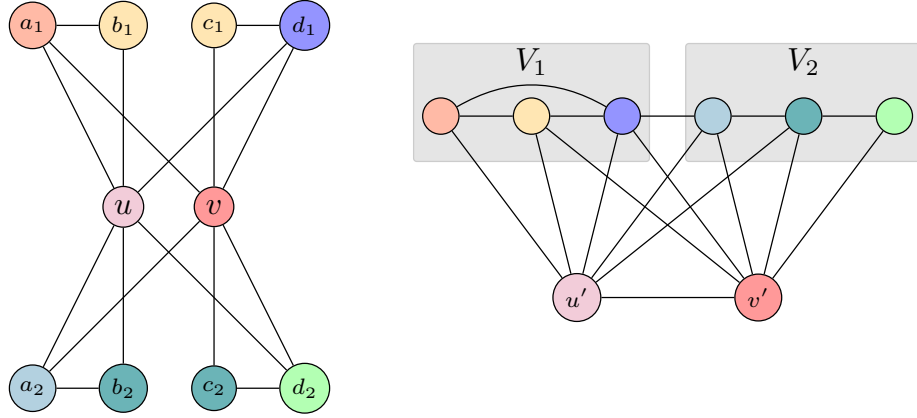 a₁ b₁ c₁ d₁
V₁ V₂
u v
u′ v′
a₂ b₂ c₂ d₂